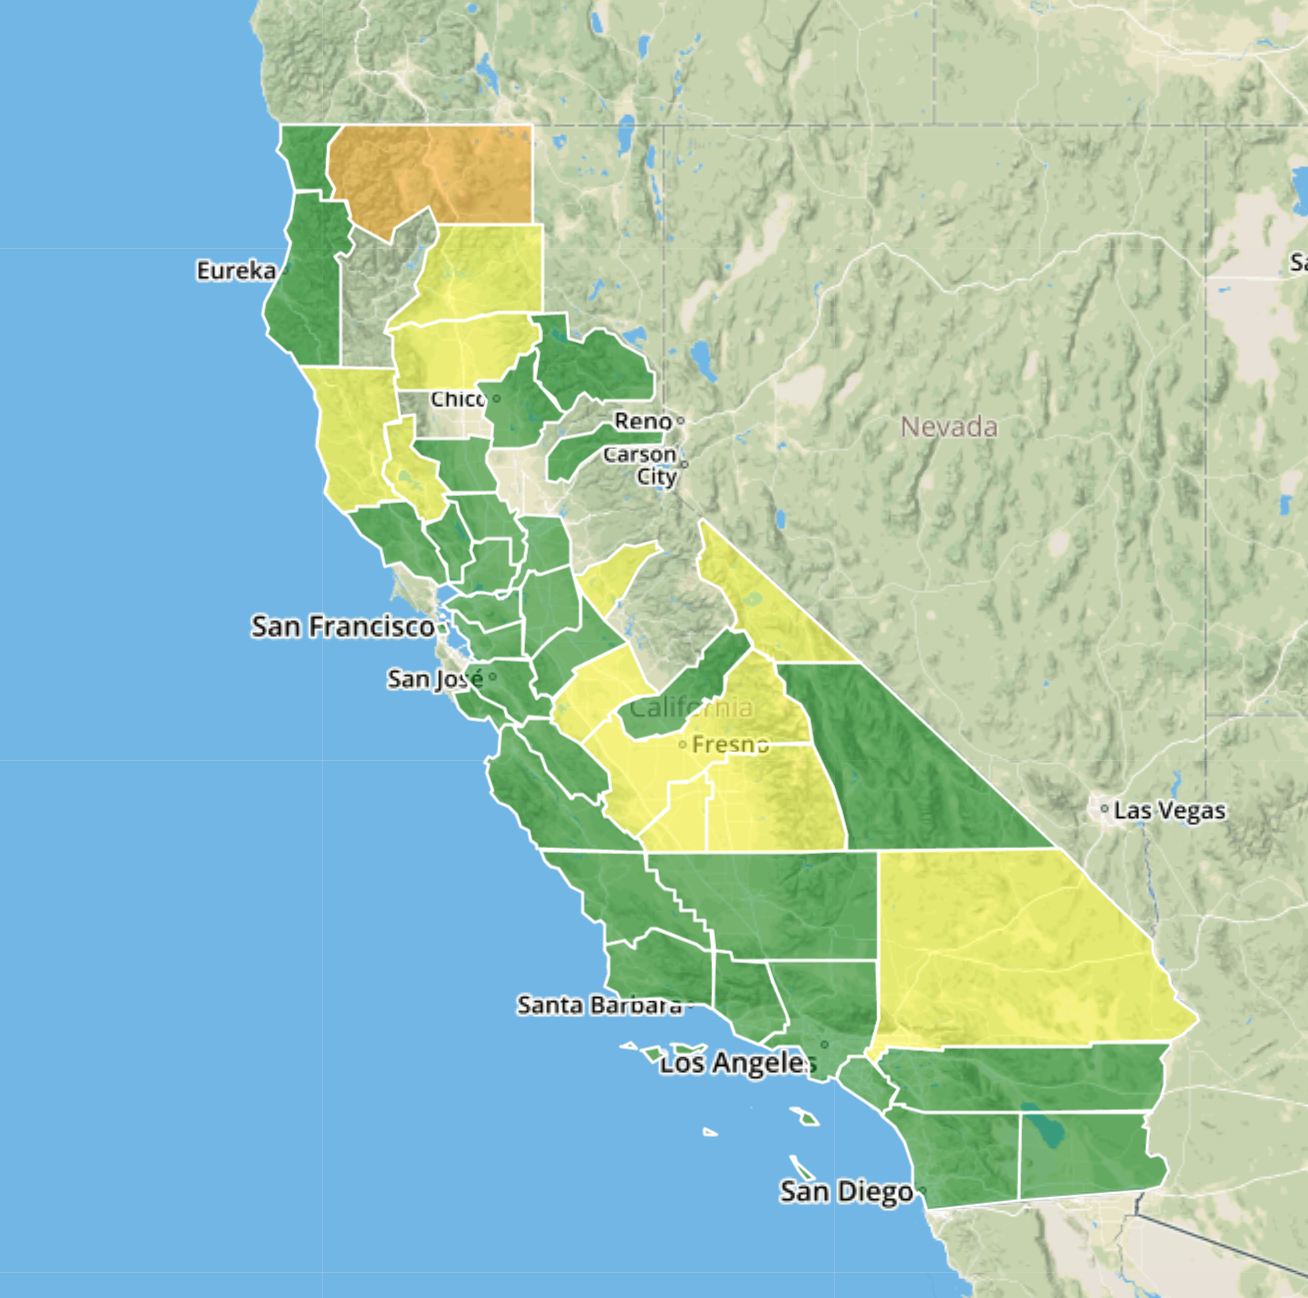 Eureka
Sa
Chico
Reno
Carson
City
Nevada
San Francisco
San José
California
Fresno
Las Vegas
Santa Barbara
Los Angeles
San Diego